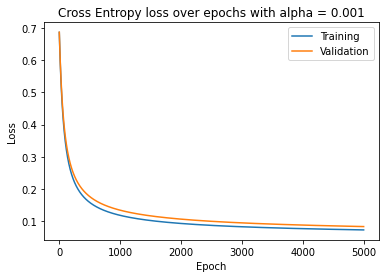 Cross Entropy loss over epochs with alpha = 0.001
Training
Validation
0.7
0.6
0.5
0.4
0.3
0.2
0.1
Loss
0
1000
2000
3000
4000
5000
Epoch